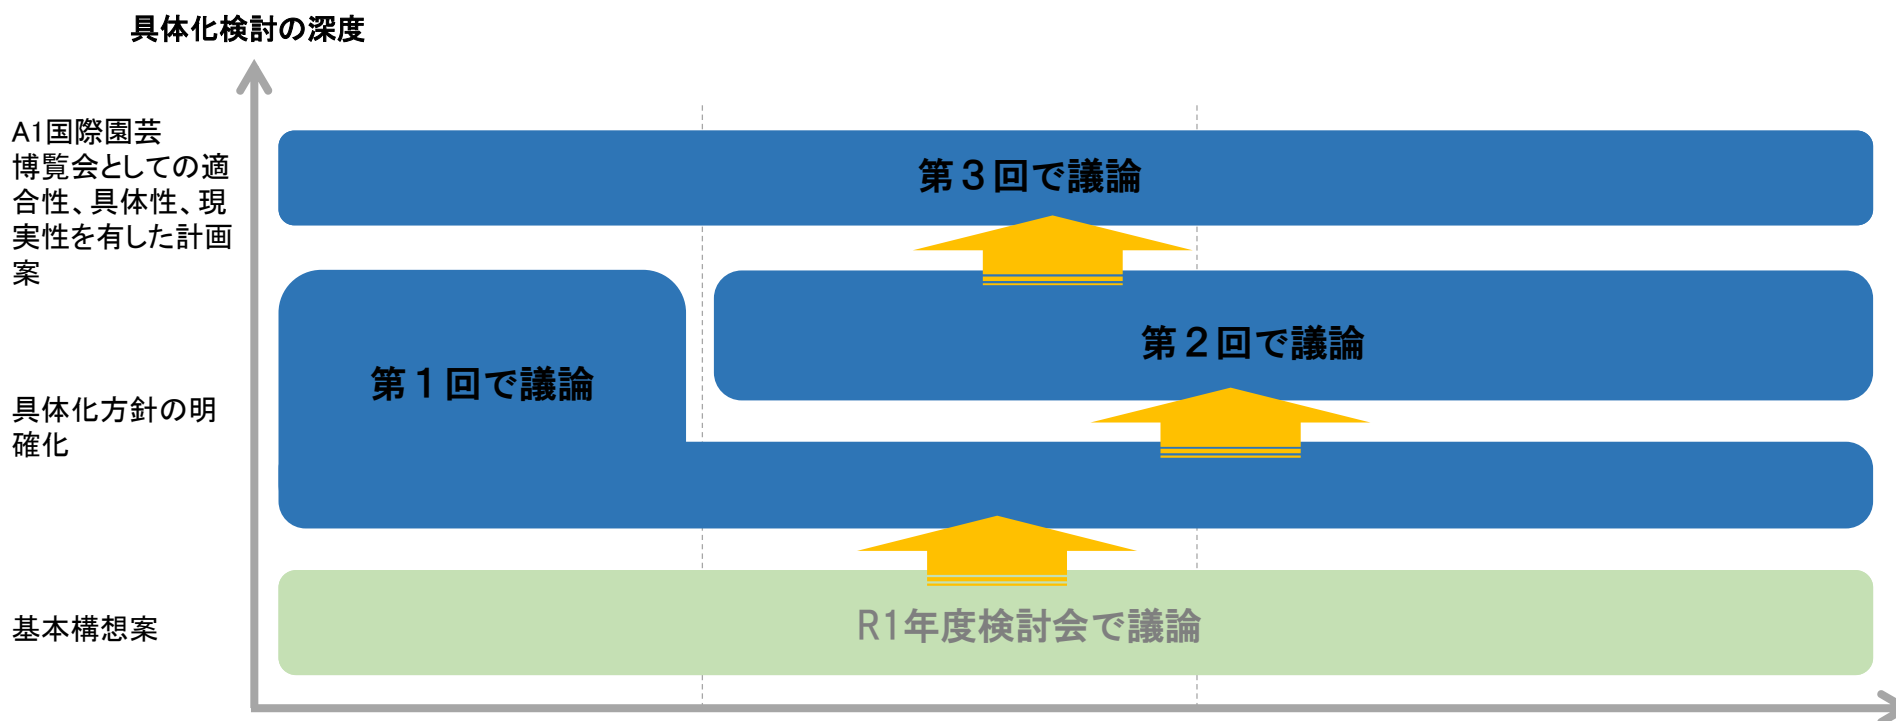 具体化検討の深度
A1国際園芸
博覧会としての適
合性、具体性、現
実性を有した計画
案
第３回で議論
第２回で議論
第１回で議論
具体化方針の明
確化
基本構想案
R1年度検討会で議論